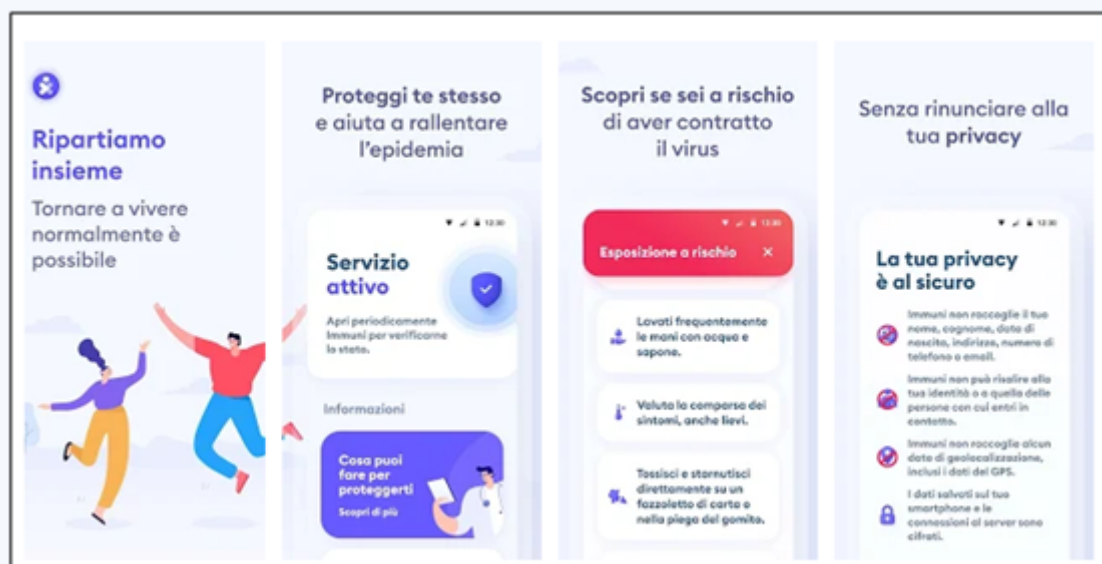 Ripartiamo
insieme
Tornare a vivere
normalmente è
possibile
Proteggi te stesso
e aiuta a rallentare
l'epidemia
12:30
Servizio
attivo
Apri periodicamente
Immuni per verificarne
lo stato.
Informazioni
Cosa puoi
fare per
proteggerti
Scopri di più
Scopri se sei a rischio
di aver contratto
il virus
12:30
Esposizione a rischio
Lavati frequentemente
le mani con acqua e
sapone.
Valuta la comparsa dei
sintomi, anche lievi.
Tossisci e starnutisci
direttamente su un
fazzoletto di carta o
nella piega del gomito.
Senza rinunciare alla
tua privacy
12:30
La tua privacy
è al sicuro
Immuni non raccoglie il tuo
nome, cognome, data di
nascita, indirizzo, numero di
telefono o email.
Immuni non può risalire alla
tua identità o a quella delle
persone con cui entri in
contatto.
Immuni non raccoglie alcun
dato di geolocalizzazione,
inclusi i dati del GPS.
I dati salvati sul tuo
smartphone e le
connessioni al server sono
cifrati.